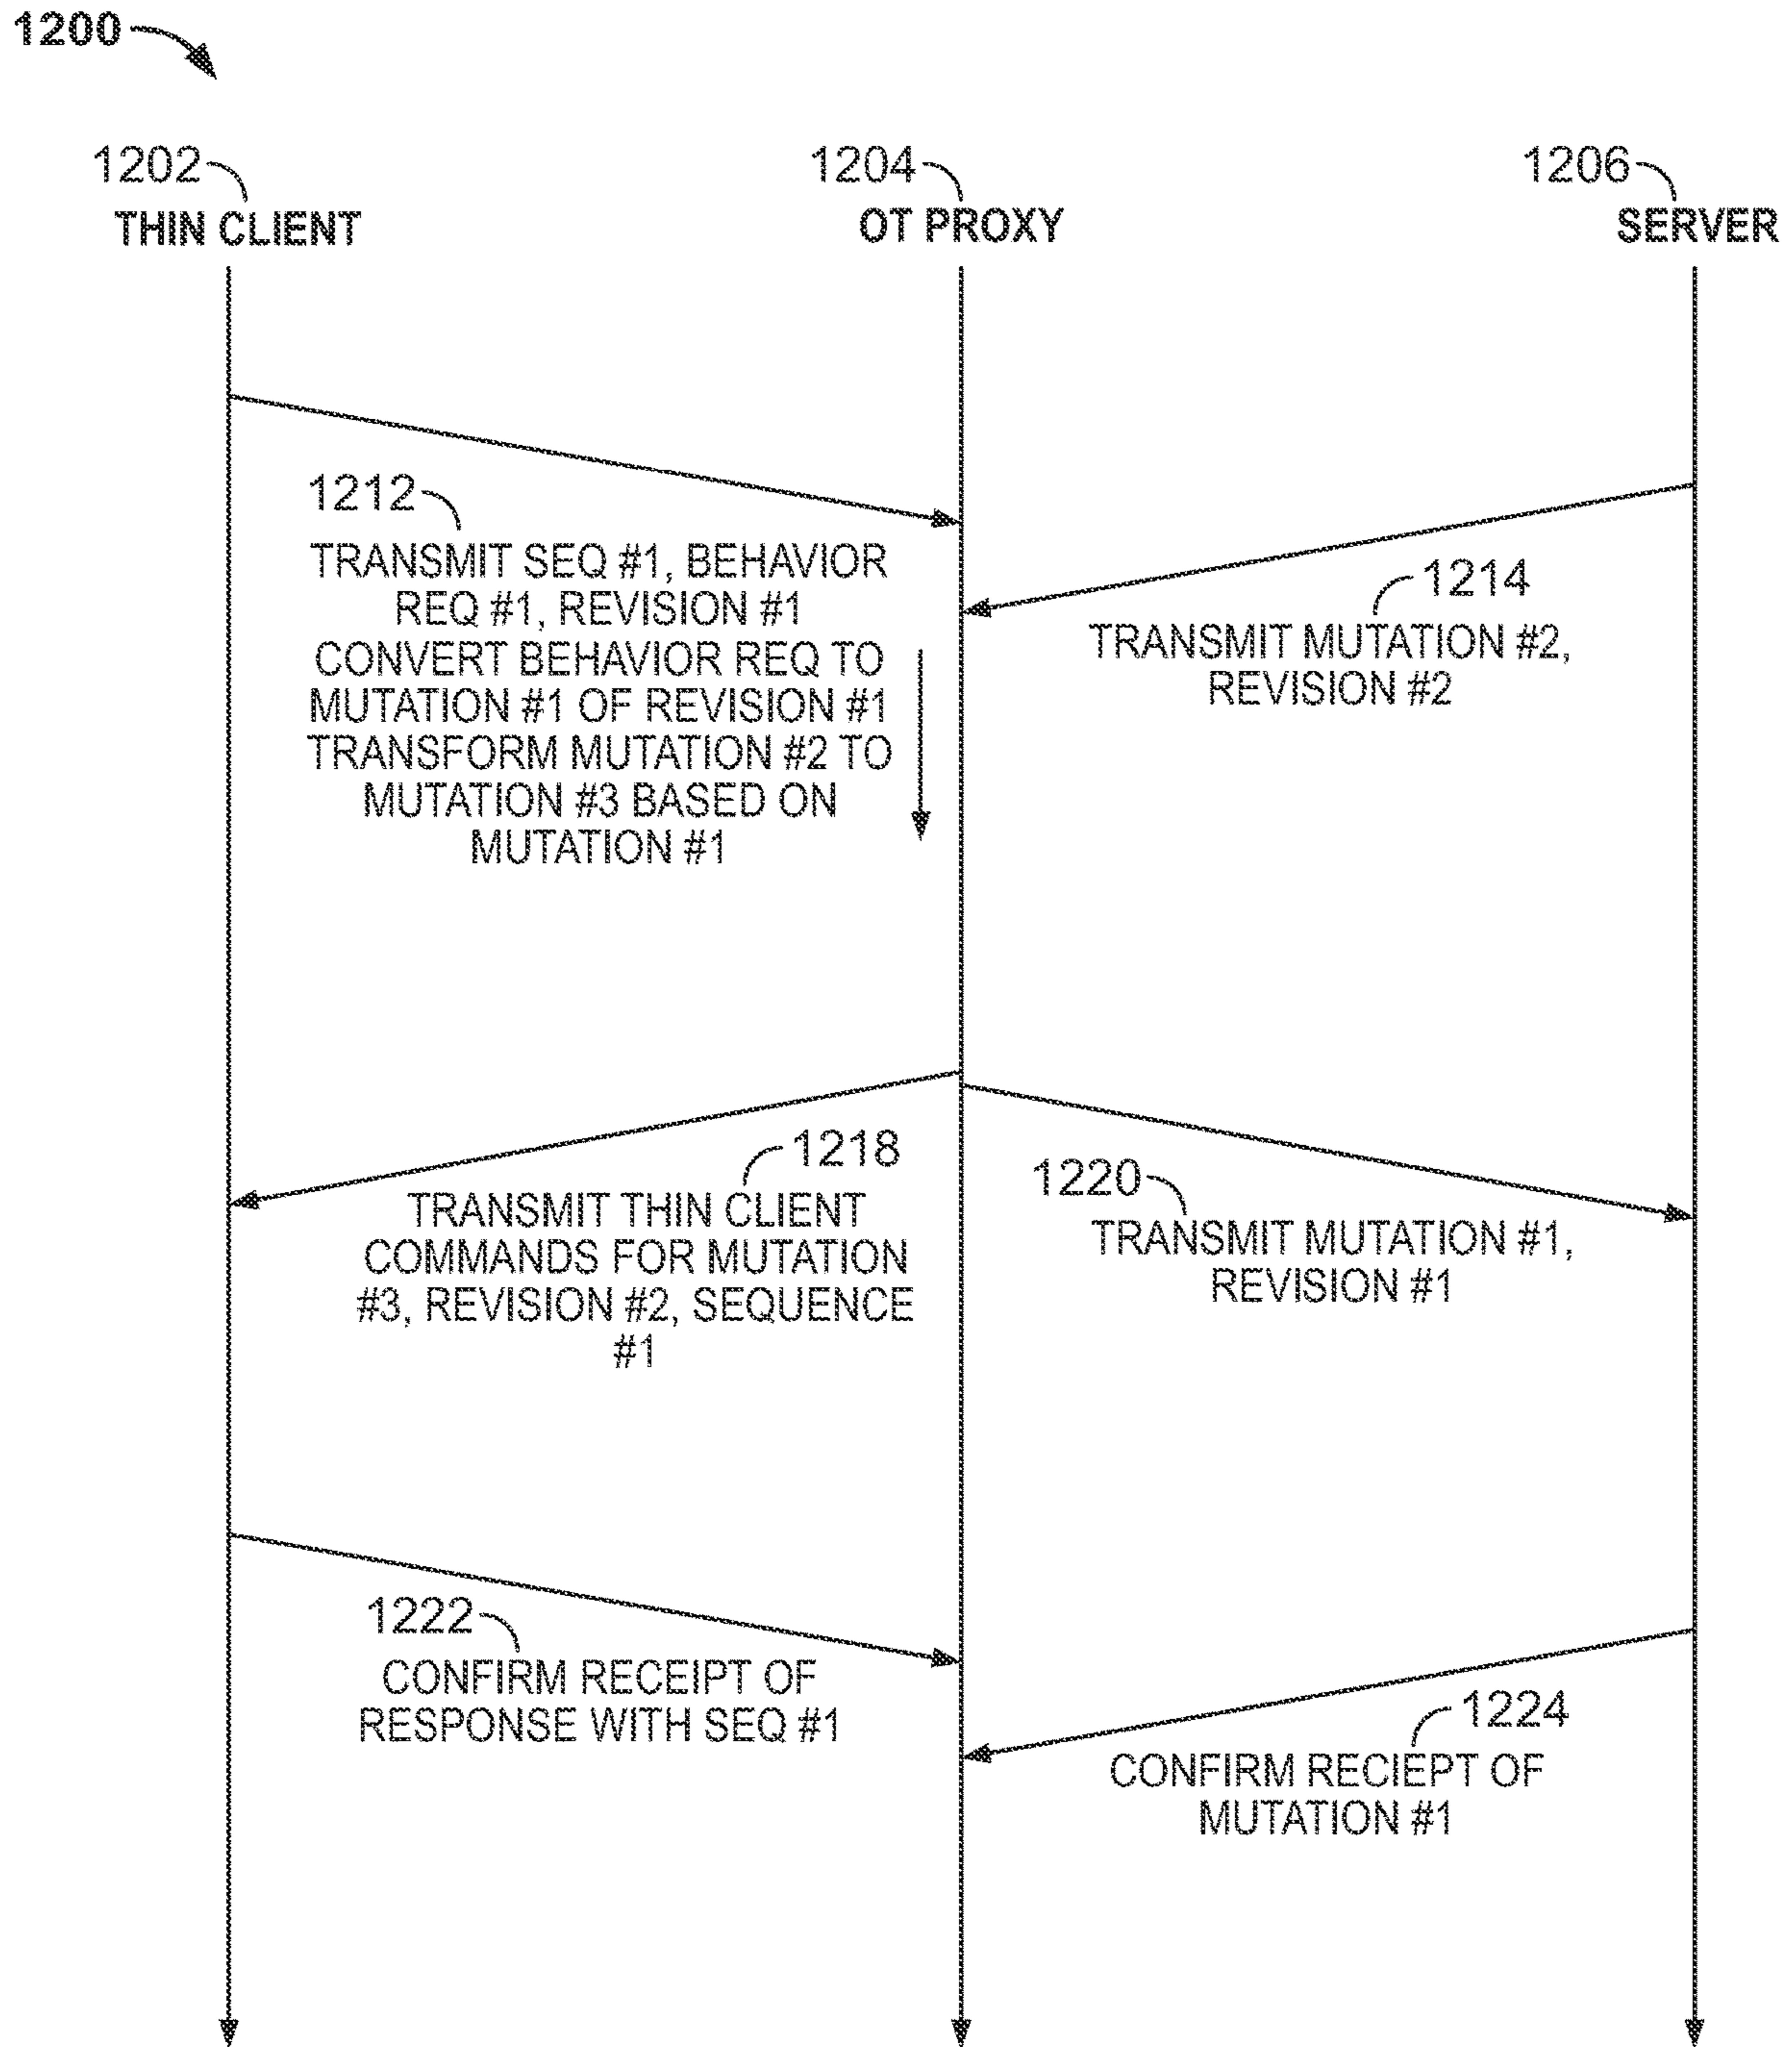 1200
1202
THIN CLIENT
1204
OT PROXY
1206
SERVER
1212
TRANSMIT SEQ #1, BEHAVIOR
REQ #1, REVISION #1
CONVERT BEHAVIOR REQ TO
MUTATION #1 OF REVISION #1
TRANSFORM MUTATION #2 TO
MUTATION #3 BASED ON
MUTATION #1
1214
TRANSMIT MUTATION #2,
REVISION #2
1218
TRANSMIT THIN CLIENT
COMMANDS FOR MUTATION
#3, REVISION #2, SEQUENCE
#1
1220
TRANSMIT MUTATION #1,
REVISION #1
1222
CONFIRM RECEIPT OF
RESPONSE WITH SEQ #1
1224
CONFIRM RECIEPT OF
MUTATION #1